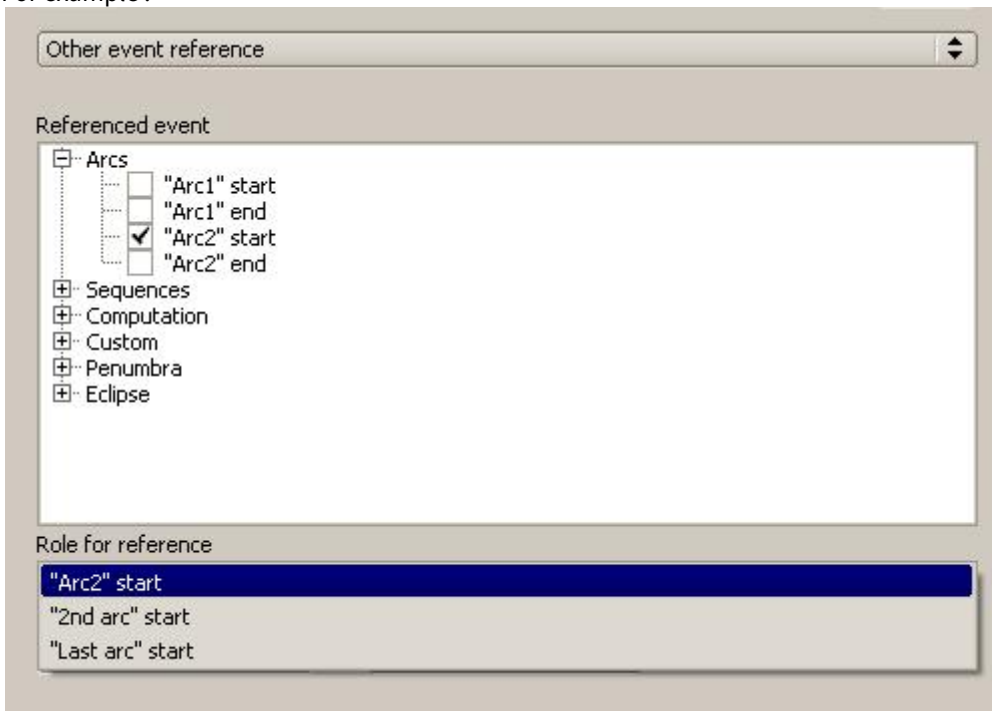 Other event reference
Referenced event
Arcs
"Arc1" start
"Arc1" end
"Arc2" start
"Arc2" end
Sequences
Computation
Custom
Penumbra
Eclipse
Role for reference
"Arc2" start
"2nd arc" start
"Last arc" start